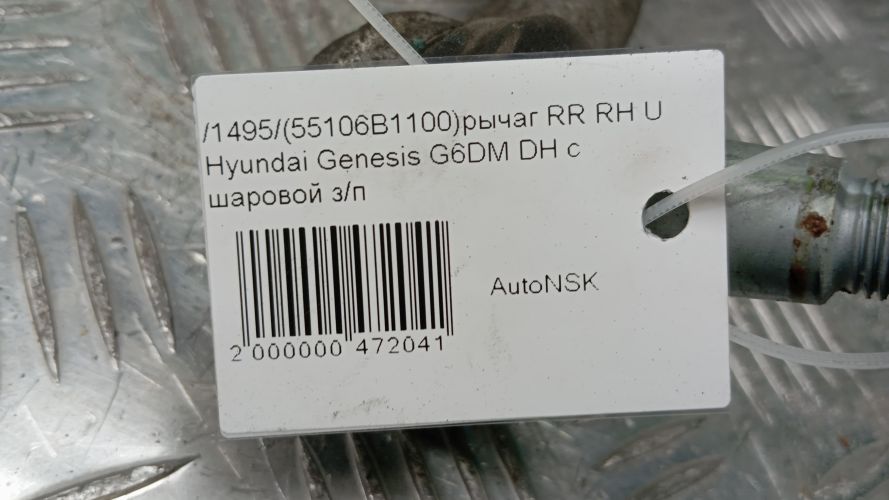 /1495/(55106B1100)рычаг RR RH U
Hyundai Genesis G6DM DH с
шаровой з/п
AutoNSK
2 000000 472041